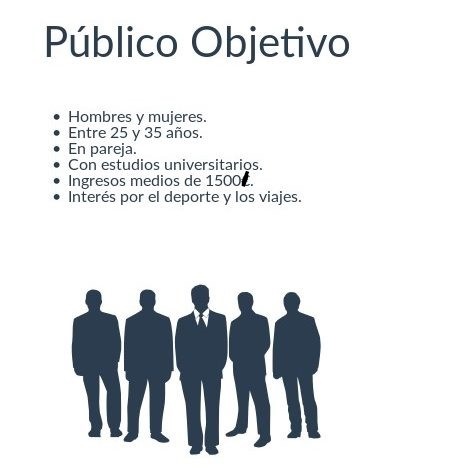 Público Objetivo
• Hombres y mujeres.
• Entre 25 y 35 años.
• En pareja.
• Con estudios universitarios.
• Ingresos medios de 1500€.
• Interés por el deporte y los viajes.